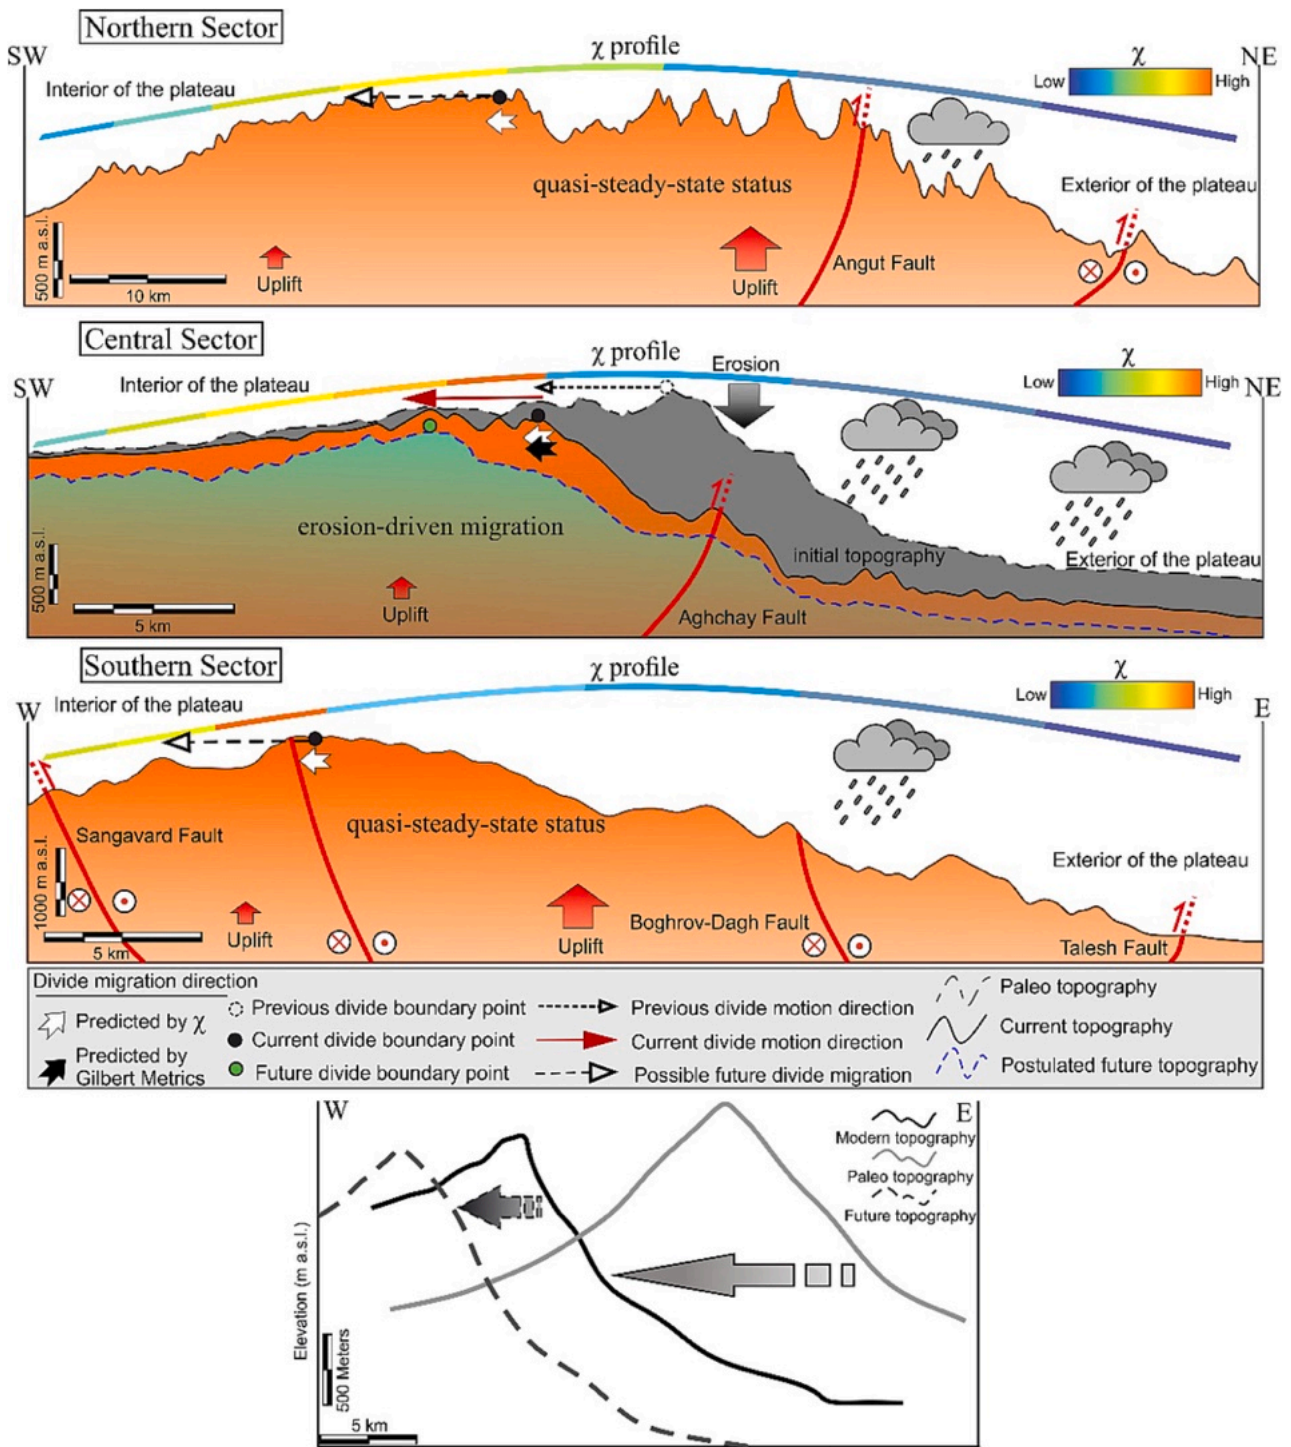 Northern Sector
SW
χ profile
χ
NE
Low
High
Interior of the plateau
quasi-steady-state status
Exterior of the plateau
500 m a.s.l.
10 km
Uplift
Uplift
Angut Fault
Central Sector
SW
χ profile
Erosion
χ
NE
Low
High
Interior of the plateau
erosion-driven migration
initial topography
Exterior of the plateau
500 m a.s.l.
5 km
Uplift
Aghchay Fault
Southern Sector
W
χ profile
χ
E
Low
High
Interior of the plateau
Sangavard Fault
quasi-steady-state status
Exterior of the plateau
1000 m a.s.l.
5 km
Uplift
Uplift
Boghrov-Dagh Fault
Talesh Fault
Divide migration direction
Predicted by χ
Predicted by
Gilbert Metrics
Previous divide boundary point
Current divide boundary point
Future divide boundary point
Previous divide motion direction
Current divide motion direction
Possible future divide migration
Paleo topography
Current topography
Postulated future topography
W
E
Modern topography
Paleo topography
Future topography
Elevation (m a.s.l.)
500 Meters
5 km